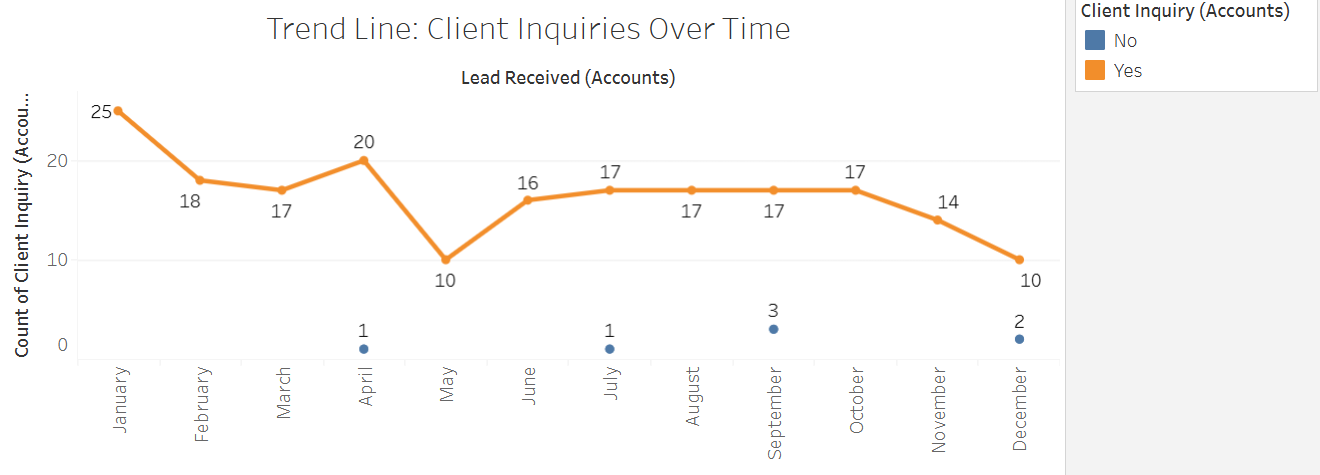 Trend Line: Client Inquiries Over Time
Lead Received (Accounts)
Count of Client Inquiry (Accou...
20
10
0
25
18
17
20
10
16
17
17
17
17
14
10
1
1
3
2
January
February
March
April
May
June
July
August
September
October
November
December
Client Inquiry (Accounts)
No
Yes